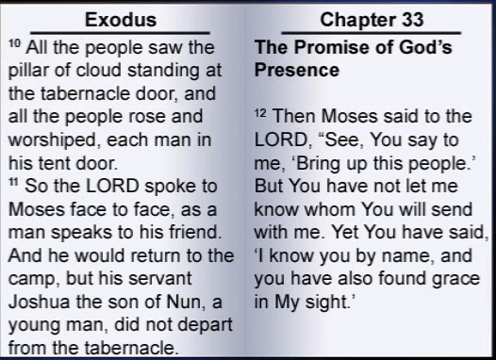 Exodus
10 All the people saw the
pillar of cloud standing at
the tabernacle door, and
all the people rose and
worshiped, each man in
his tent door.
11 So the LORD spoke to
Moses face to face, as a
man speaks to his friend.
And he would return to the
camp, but his servant
Joshua the son of Nun, a
young man, did not depart
from the tabernacle.
Chapter 33
The Promise of God's
Presence
12 Then Moses said to the
LORD, “See, You say to
me, ‘Bring up this people.’
But You have not let me
know whom You will send
with me. Yet You have said,
‘I know you by name, and
you have also found grace
in My sight.’